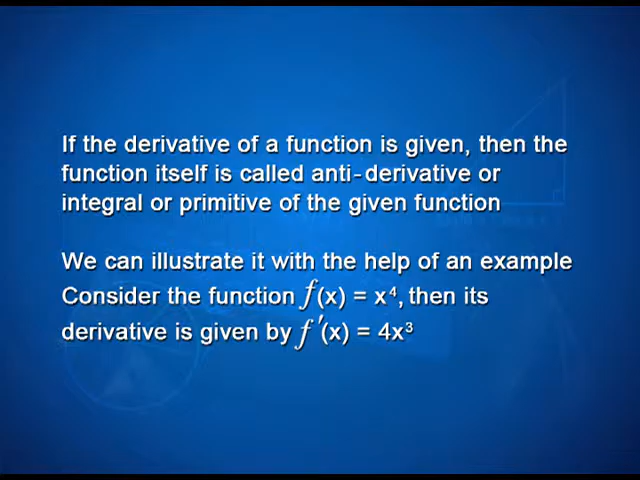 If the derivative of a function is given, then the
function itself is called anti-derivative or
integral or primitive of the given function
We can illustrate it with the help of an example
Consider the function f(x) = x⁴, then its
derivative is given by f'(x) = 4x³